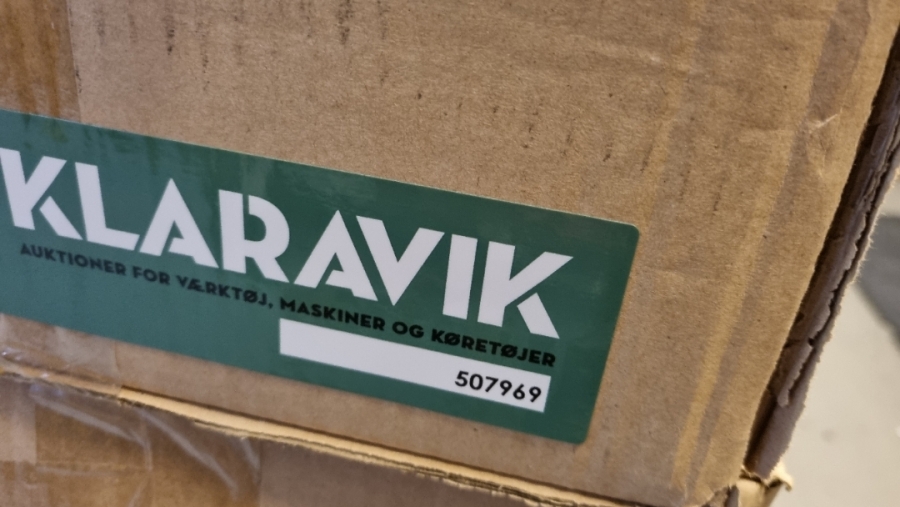 KLARAVIK
AUKTIONER FOR VÆRKTØJ, MASKINER OG KØRETØJER
507969